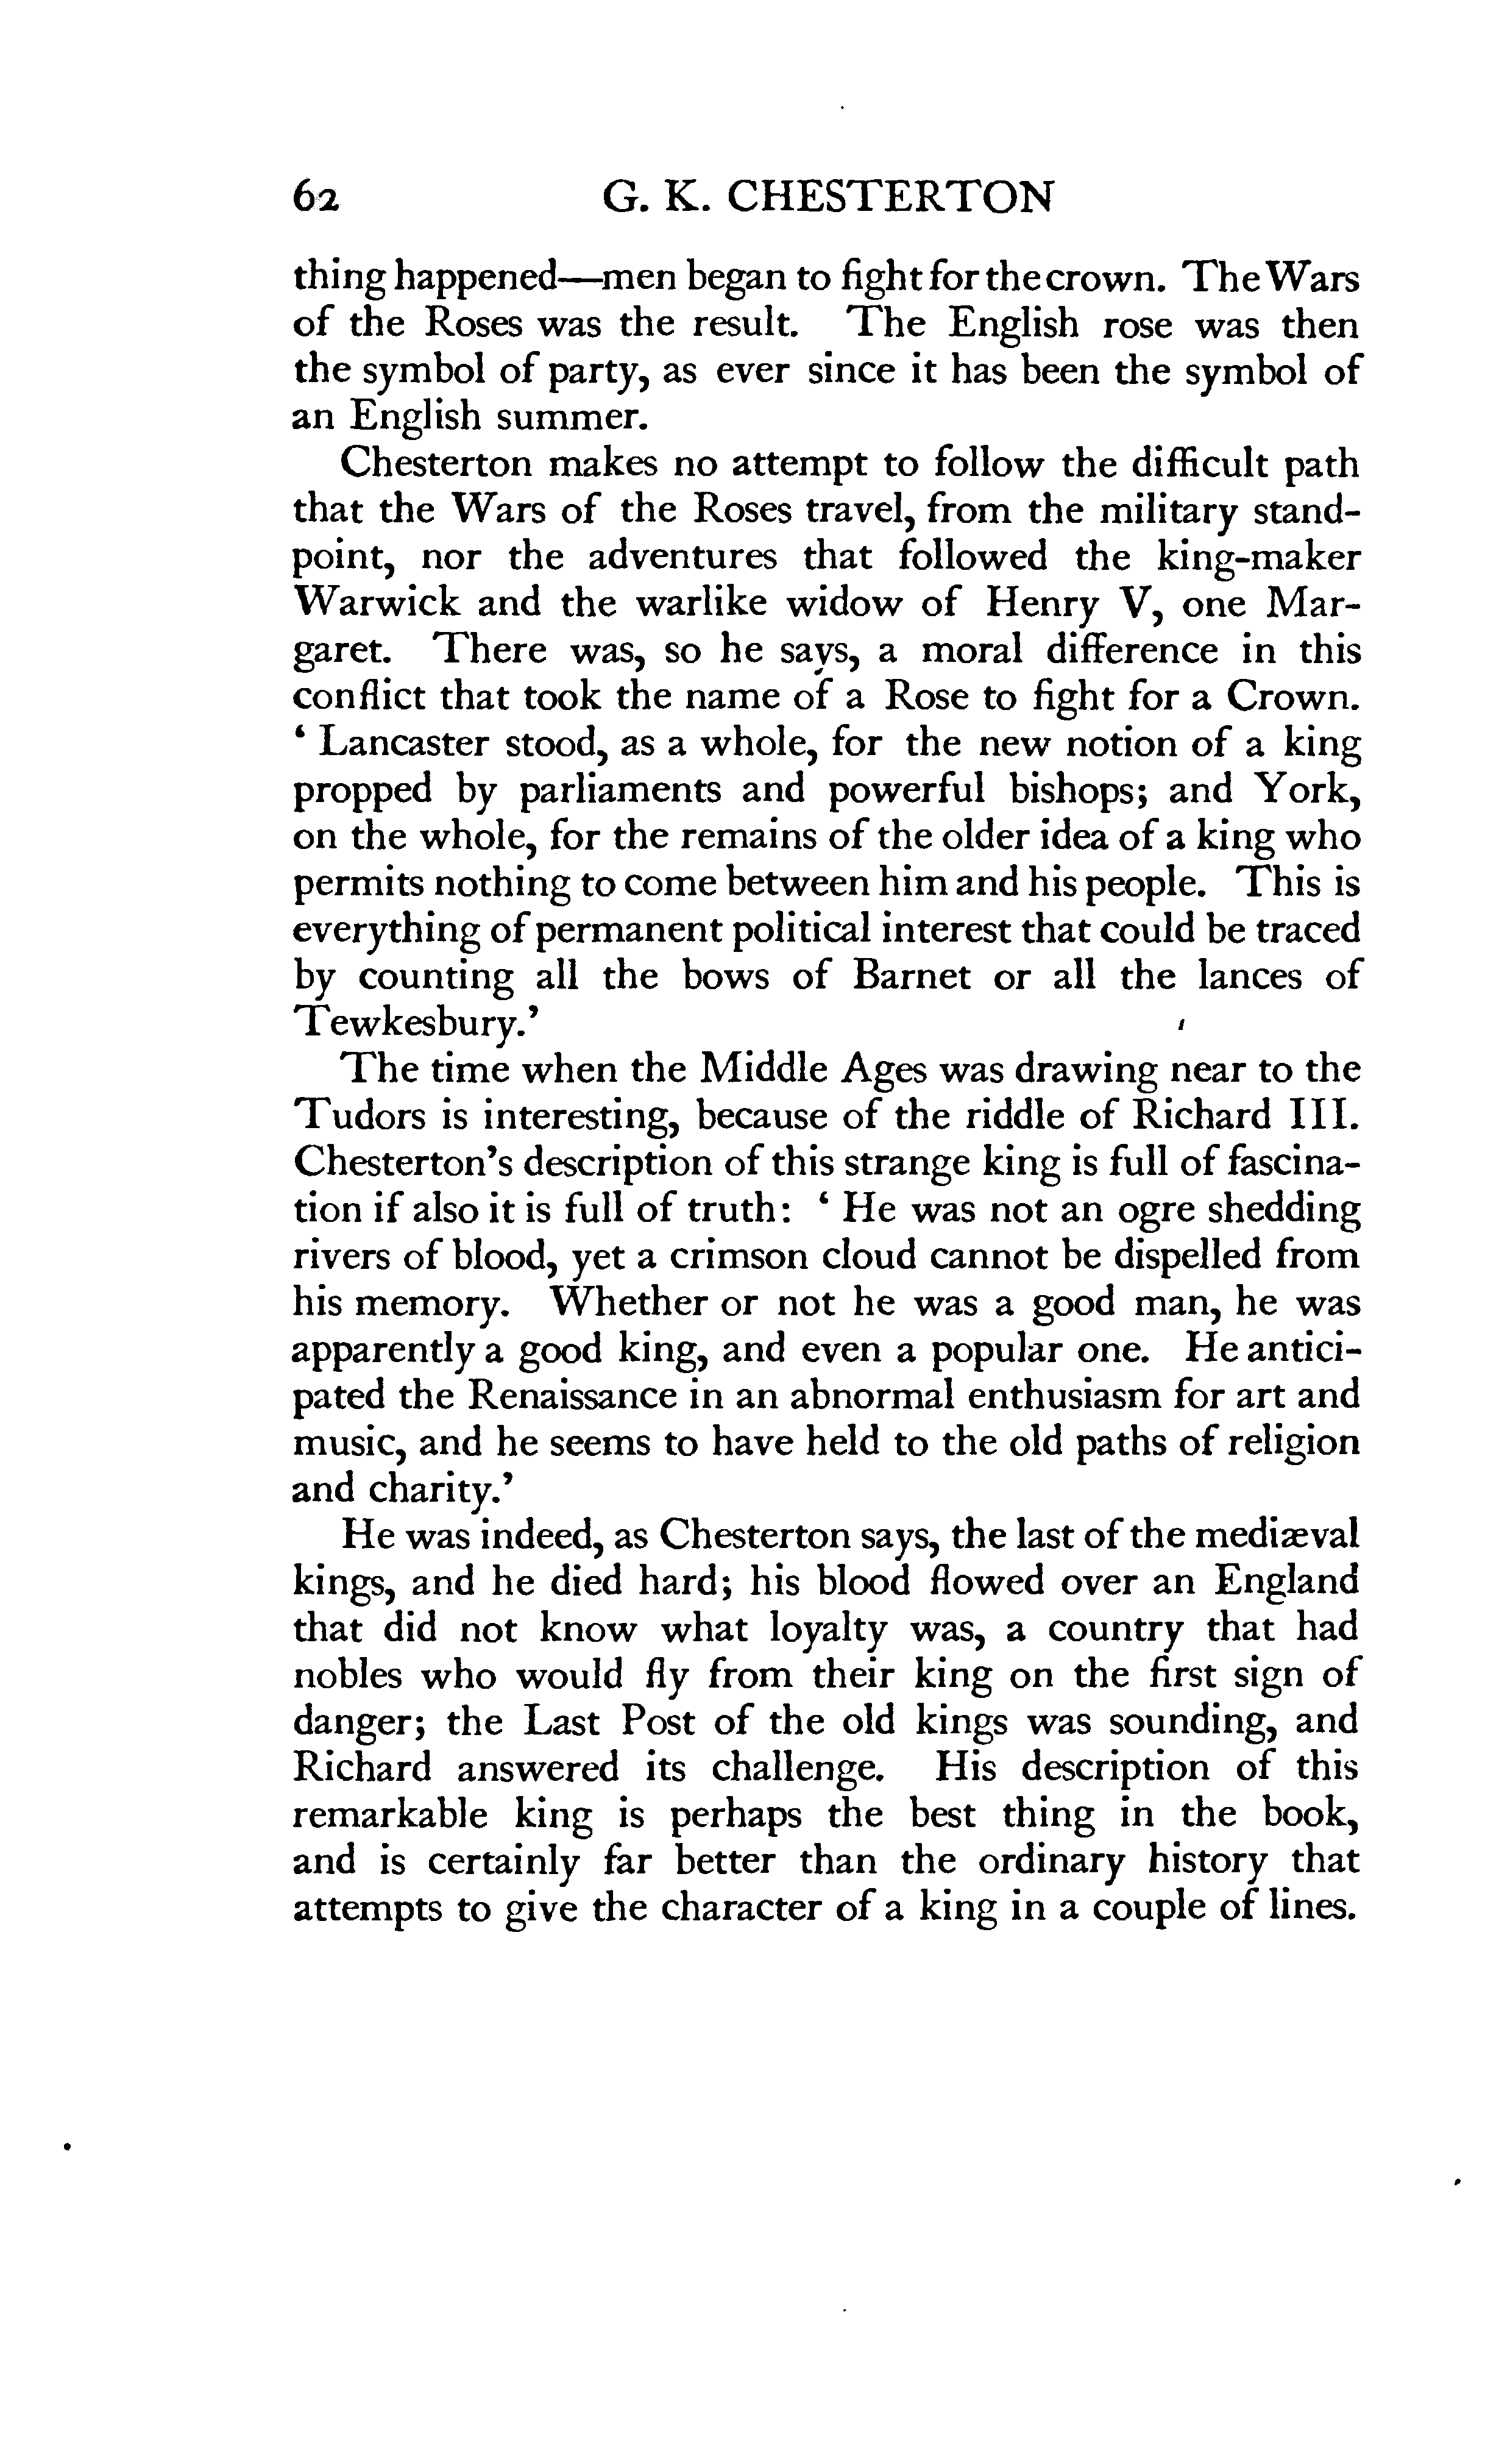 62 G. K. CHESTERTON
thing happened—men began to fight for the crown. The Wars
of the Roses was the result. The English rose was then
the symbol of party, as ever since it has been the symbol of
an English summer.
Chesterton makes no attempt to follow the difficult path
that the Wars of the Roses travel, from the military stand-
point, nor the adventures that followed the king-maker
Warwick and the warlike widow of Henry V, one Mar-
garet. There was, so he says, a moral difference in this
conflict that took the name of a Rose to fight for a Crown.
‘ Lancaster stood, as a whole, for the new notion of a king
propped by parliaments and powerful bishops; and York,
on the whole, for the remains of the older idea of a king who
permits nothing to come between him and his people. This is
everything of permanent political interest that could be traced
by counting all the bows of Barnet or all the lances of
Tewkesbury.’
The time when the Middle Ages was drawing near to the
Tudors is interesting, because of the riddle of Richard III.
Chesterton’s description of this strange king is full of fascina-
tion if also it is full of truth: ‘ He was not an ogre shedding
rivers of blood, yet a crimson cloud cannot be dispelled from
his memory. Whether or not he was a good man, he was
apparently a good king, and even a popular one. He antici-
pated the Renaissance in an abnormal enthusiasm for art and
music, and he seems to have held to the old paths of religion
and charity.’
He was indeed, as Chesterton says, the last of the mediæval
kings, and he died hard; his blood flowed over an England
that did not know what loyalty was, a country that had
nobles who would fly from their king on the first sign of
danger; the Last Post of the old kings was sounding, and
Richard answered its challenge. His description of this
remarkable king is perhaps the best thing in the book,
and is certainly far better than the ordinary history that
attempts to give the character of a king in a couple of lines.